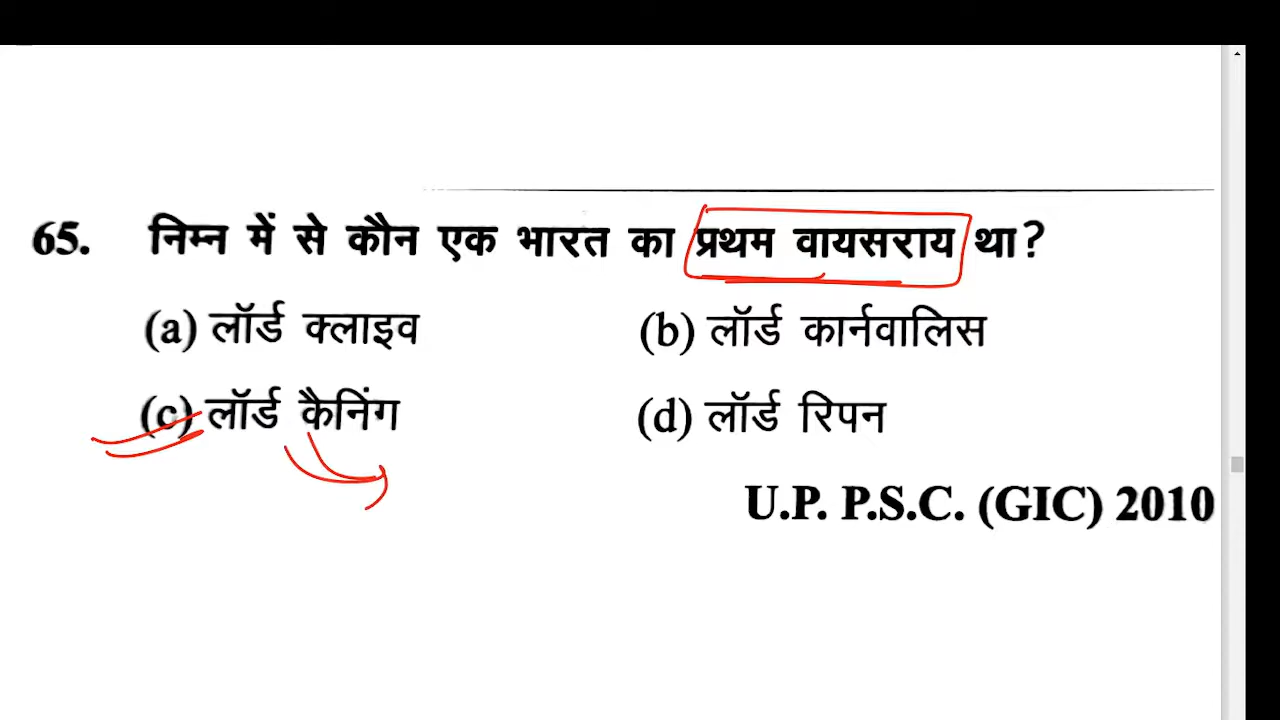 65. निम्न में से कौन एक भारत का प्रथम वायसराय था?
(a) लॉर्ड क्लाइव (b) लॉर्ड कार्नवालिस
(c) लॉर्ड कैनिंग (d) लॉर्ड रिपन
U.P. P.S.C. (GIC) 2010